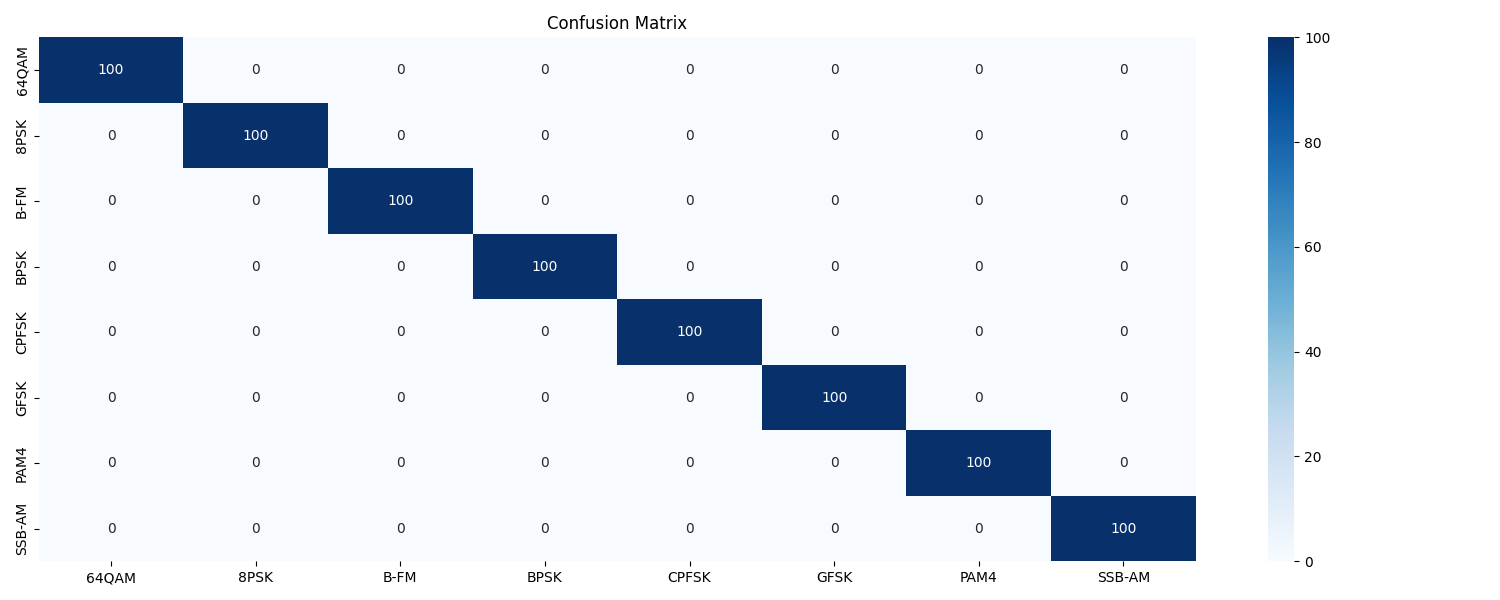 Confusion Matrix
64QAM 100 0 0 0 0 0 0 0
8PSK 0 100 0 0 0 0 0 0
B-FM 0 0 100 0 0 0 0 0
BPSK 0 0 0 100 0 0 0 0
CPFSK 0 0 0 0 100 0 0 0
GFSK 0 0 0 0 0 100 0 0
PAM4 0 0 0 0 0 0 100 0
SSB-AM 0 0 0 0 0 0 0 100
64QAM 8PSK B-FM BPSK CPFSK GFSK PAM4 SSB-AM
100
80
60
40
20
0